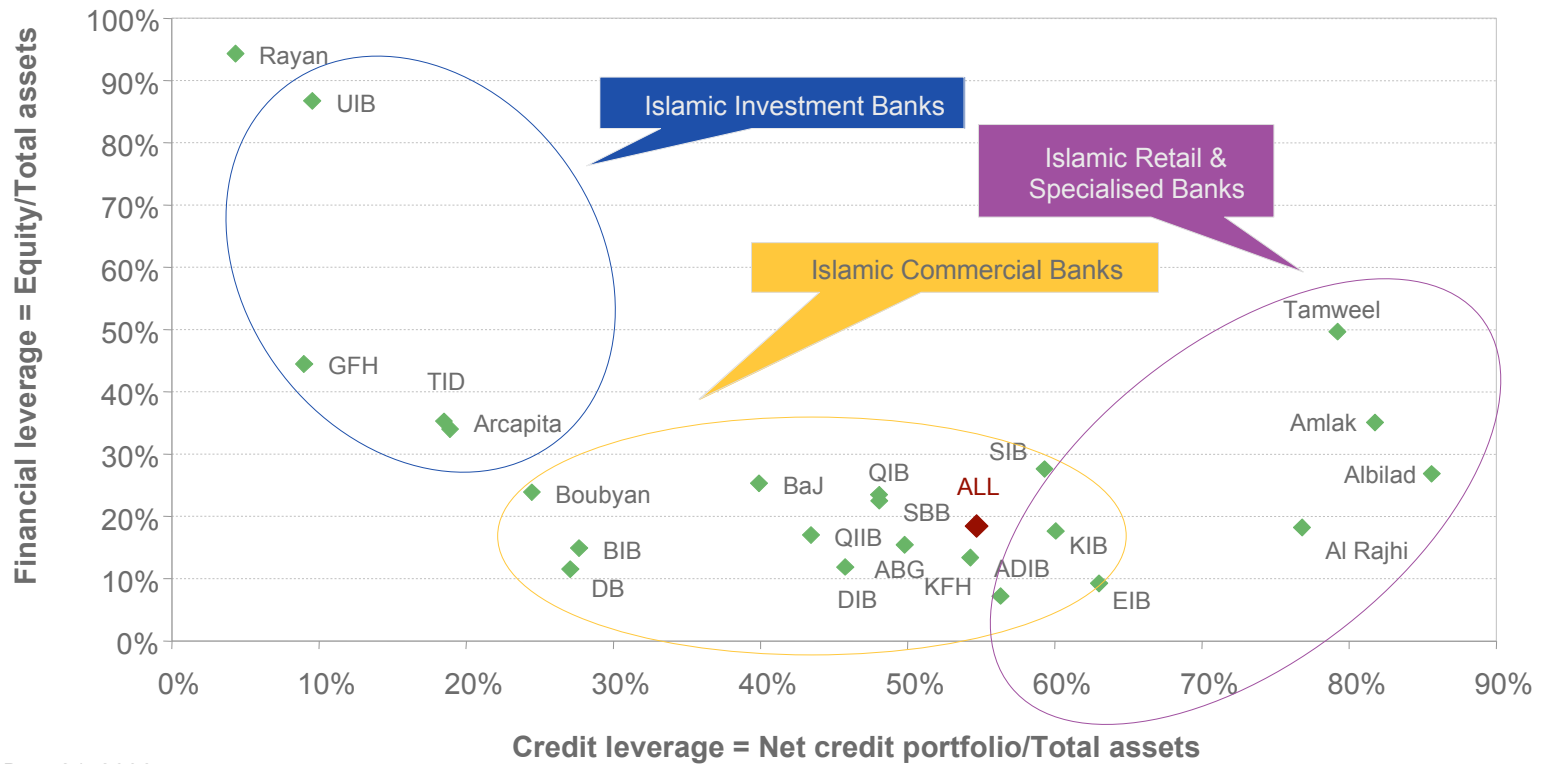 Financial leverage = Equity/Total assets
100%
90%
80%
70%
60%
50%
40%
30%
20%
10%
0%
Rayan
UIB
GFH
TID
Arcapita
Islamic Investment Banks
Islamic Retail &
Specialised Banks
Islamic Commercial Banks
Tamweel
Amlak
Albilad
Al Rajhi
SIB
QIB
ALL
BaJ
Boubyan
SBB
QIIB
KIB
BIB
ABG
ADIB
KFH
DB
DIB
EIB
0%
10%
20%
30%
40%
50%
60%
70%
80%
90%
Credit leverage = Net credit portfolio/Total assets